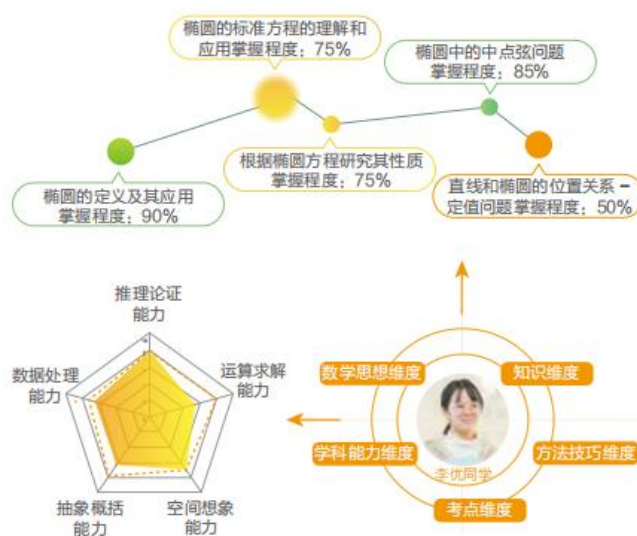 椭圆的标准方程的理解和
应用掌握程度：75%
椭圆中的中点弦问题
掌握程度：85%
椭圆的定义及其应用
掌握程度：90%
根据椭圆方程研究其性质
掌握程度；75%
直线和椭圆的位置关系－
定值问题掌握程度；50%
推理论证
能力
数据处理
能力
运算求解
能力
抽象概括
能力
空间想象
能力
数学思想维度
知识维度
学科能力维度
方法技巧维度
李优同学
考点维度